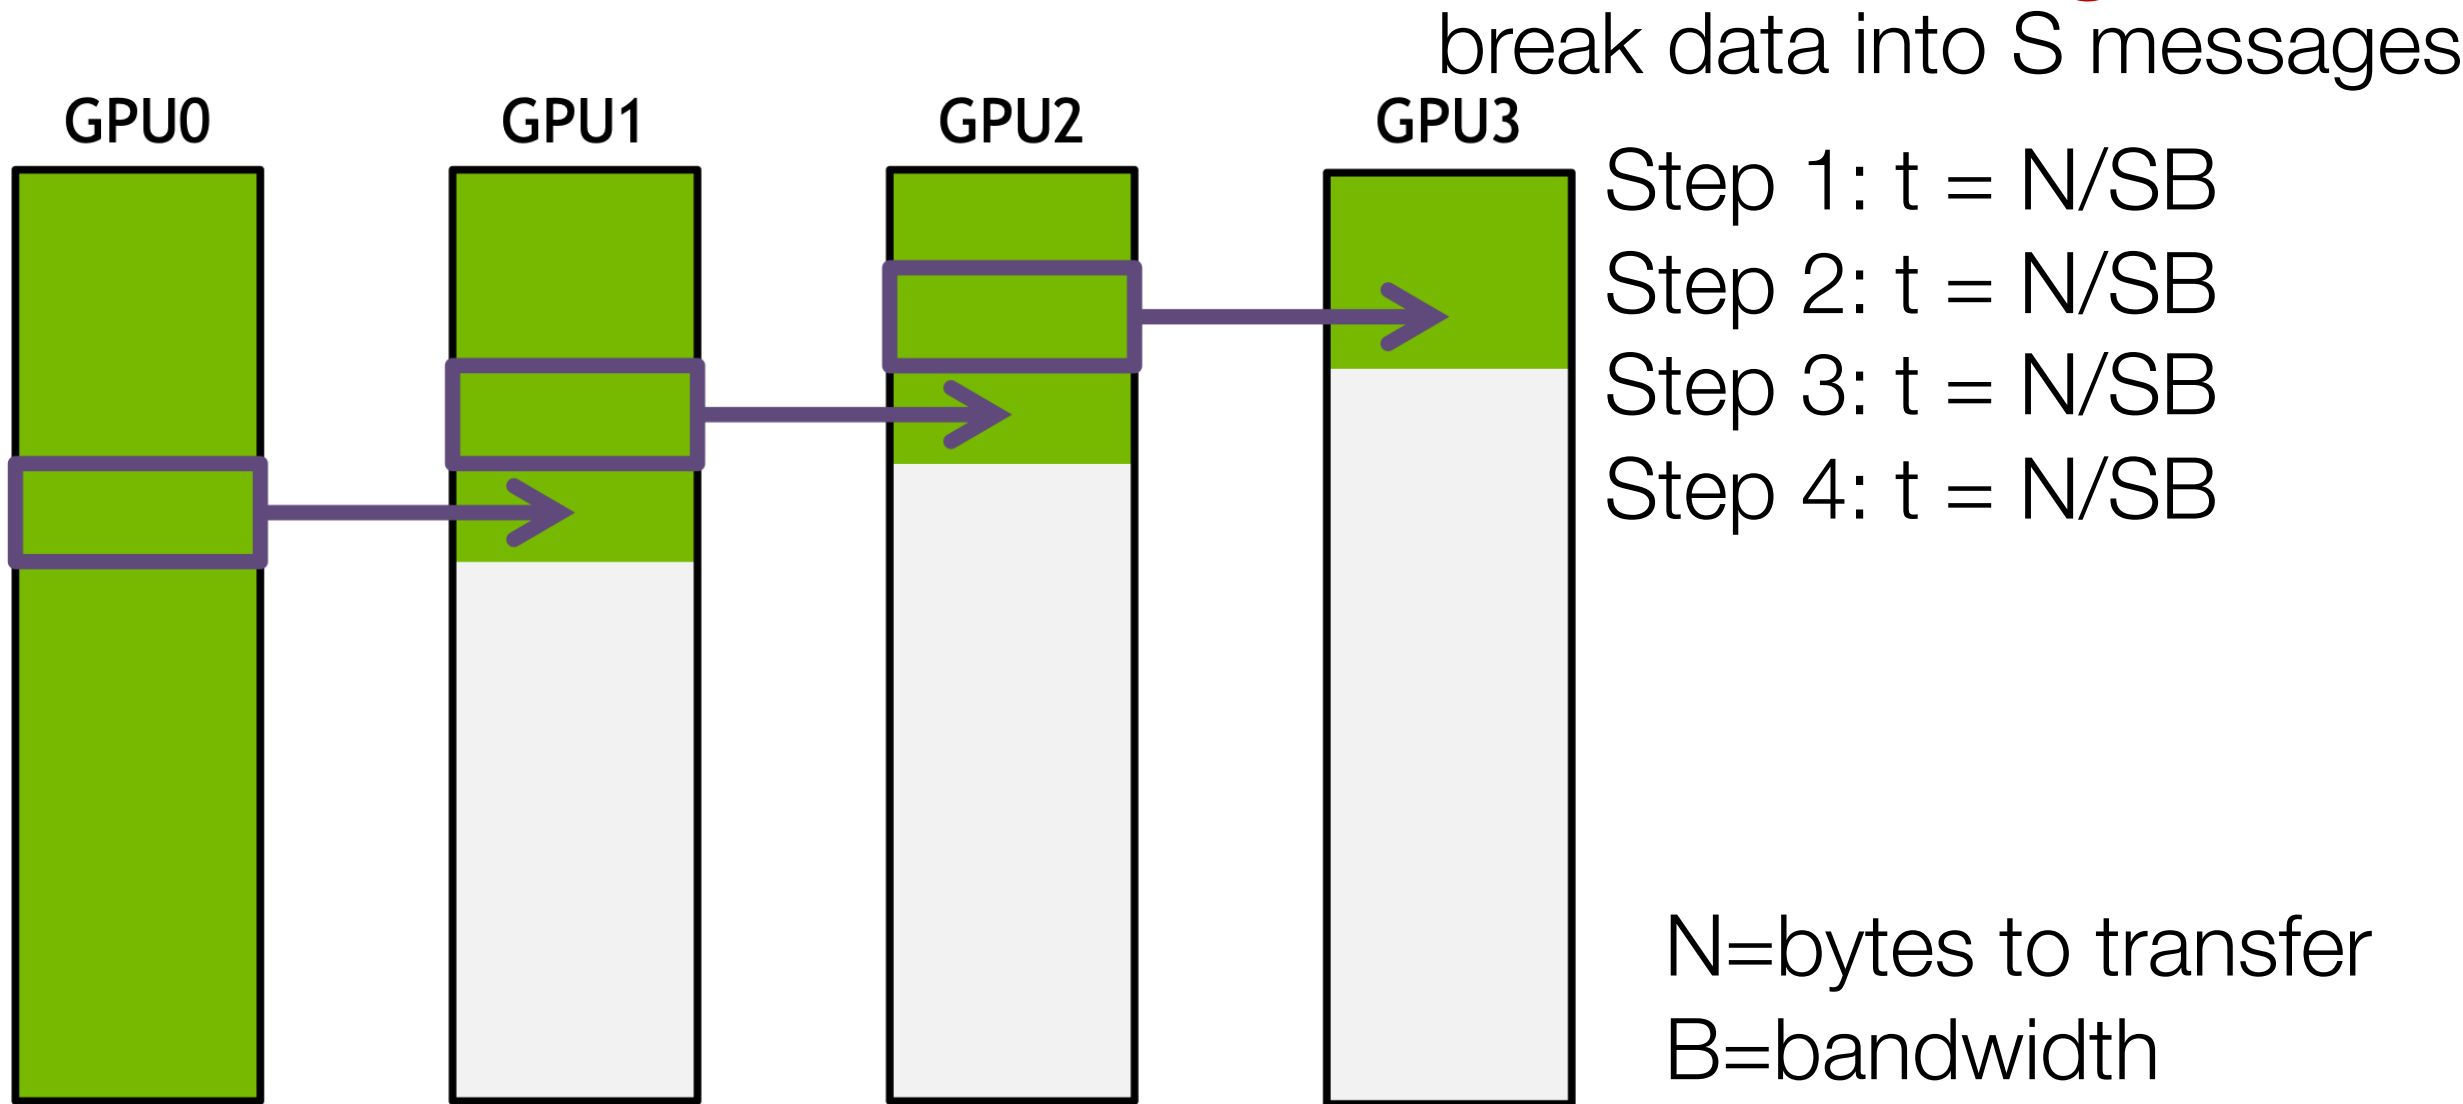 break data into S messages
GPU0 GPU1 GPU2 GPU3
Step 1: t = N/SB
Step 2: t = N/SB
Step 3: t = N/SB
Step 4: t = N/SB
N=bytes to transfer
B=bandwidth